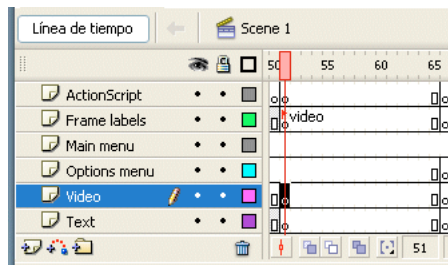 Línea de tiempo Scene 1
50 55 60 65
ActionScript
Frame labels video
Main menu
Options menu
Video
Text
51